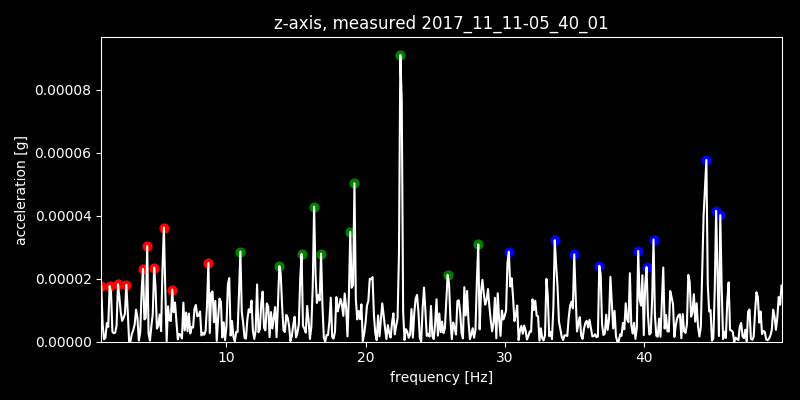 z-axis, measured 2017_11_11-05_40_01
0.00008
0.00006
0.00004
0.00002
0.00000
acceleration [g]
10 20 30 40
frequency [Hz]